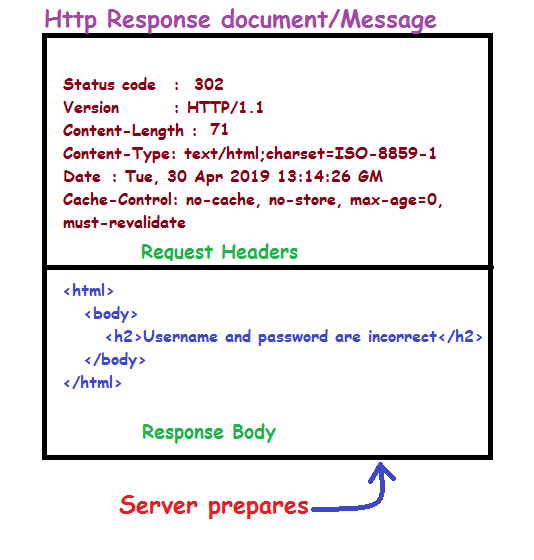 Http Response document/Message
Status code : 302
Version : HTTP/1.1
Content-Length : 71
Content-Type: text/html;charset=ISO-8859-1
Date : Tue, 30 Apr 2019 13:14:26 GM
Cache-Control: no-cache, no-store, max-age=0,
must-revalidate
Request Headers
<html>
<body>
<h2>Username and password are incorrect</h2>
</body>
</html>
Response Body
Server prepares